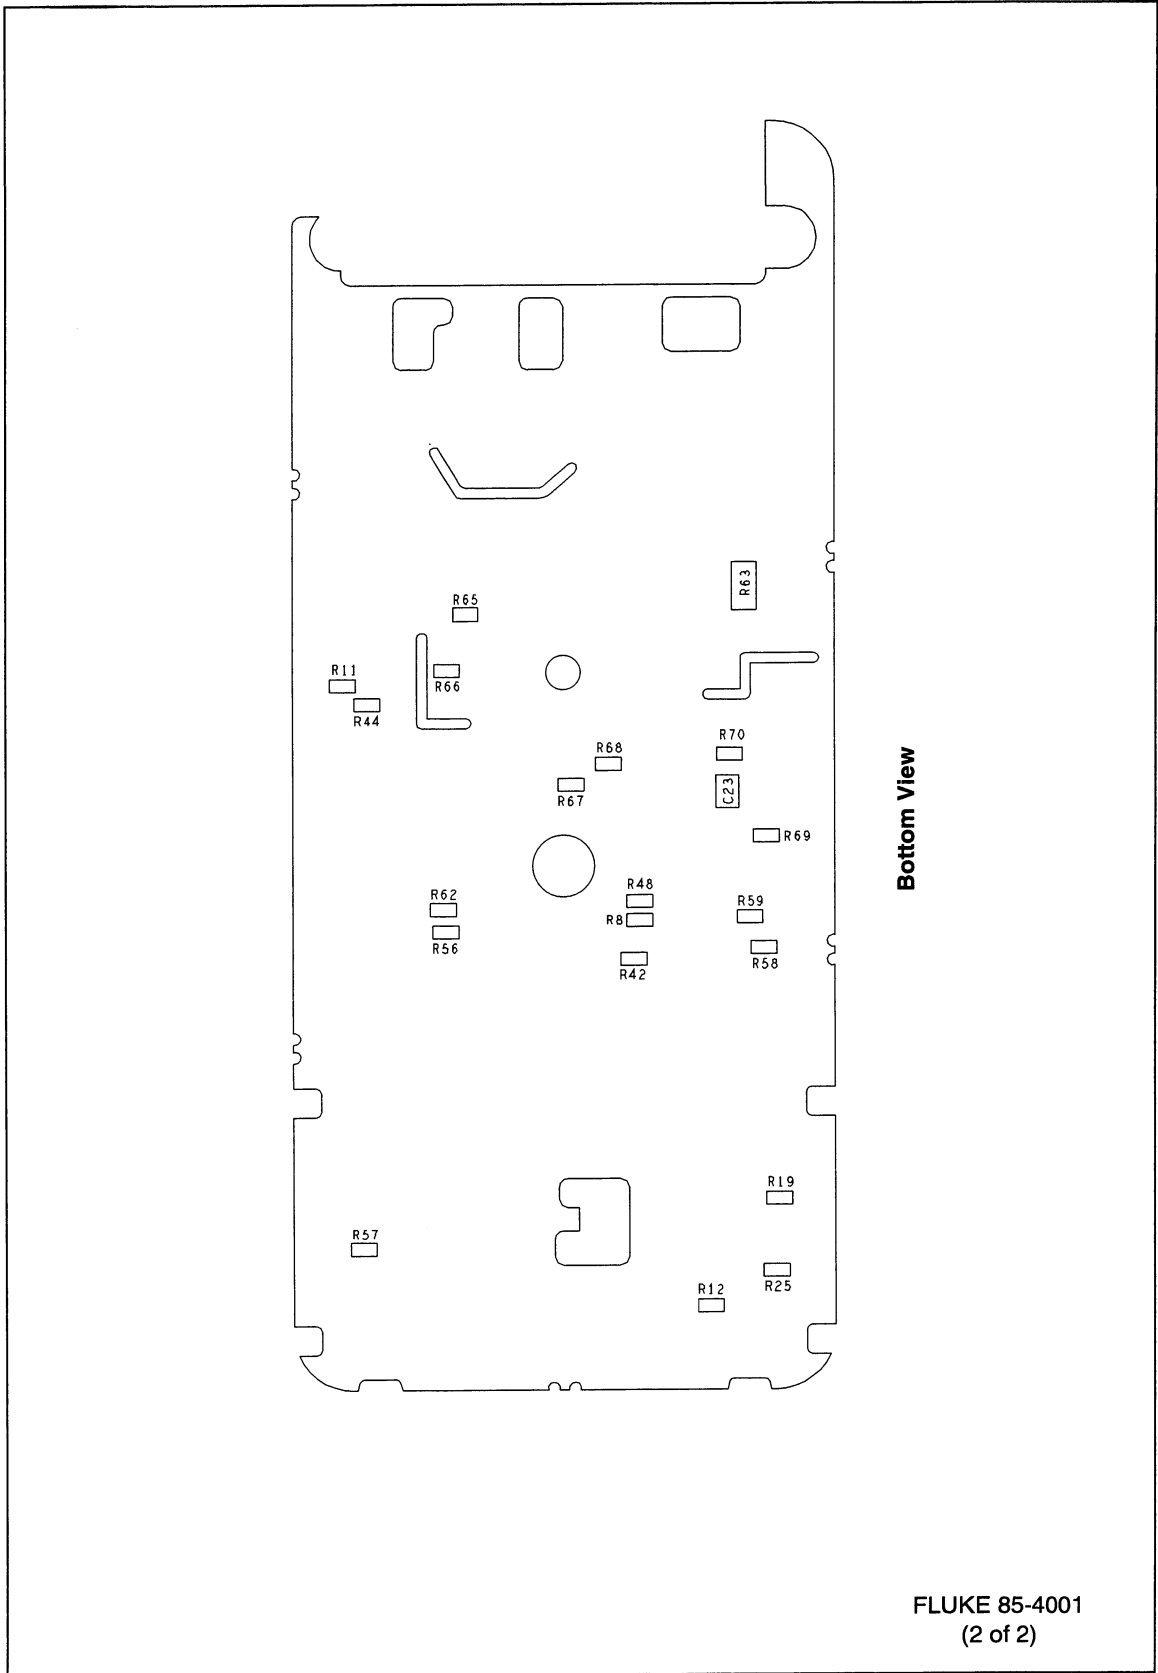 R63
R65
R11
R66
R44
R70
R68
C23
R67
R69
Bottom View
R48
R62
R59
R8
R56
R58
R42
R19
R57
R25
R12
FLUKE 85-4001
(2 of 2)